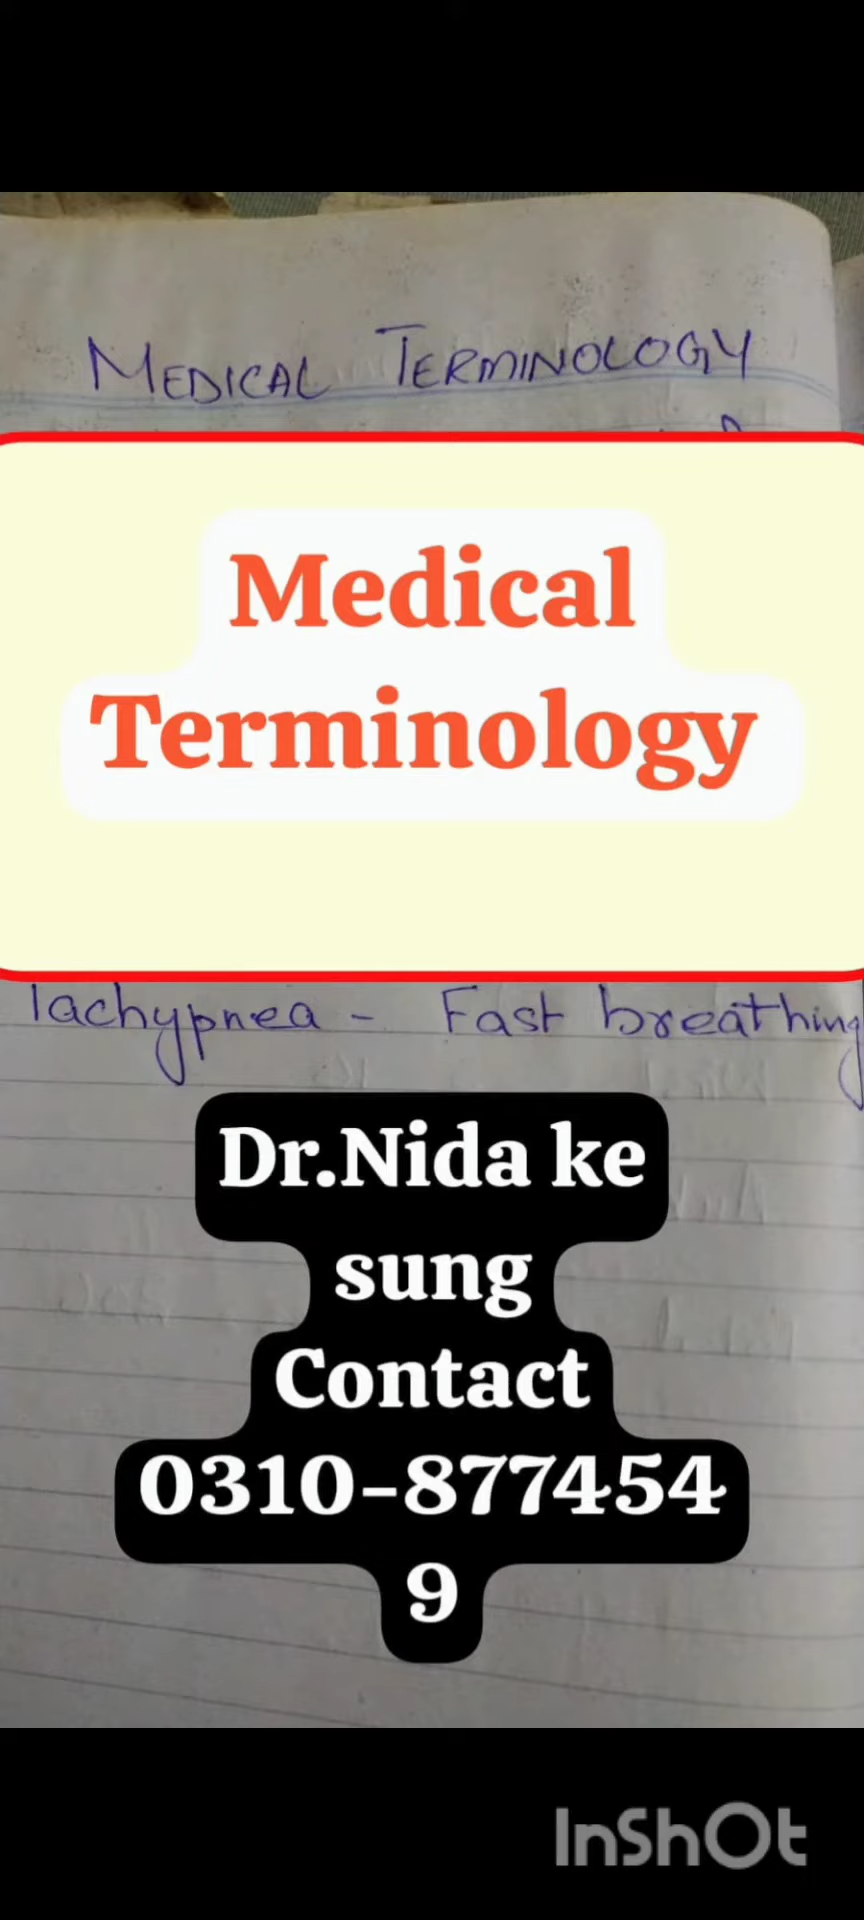 MEDICAL TERMINOLOGY
Medical
Terminology
Tachypnea - Fast breathing
Dr.Nida ke
sung
Contact
0310-877454
9
InShOt